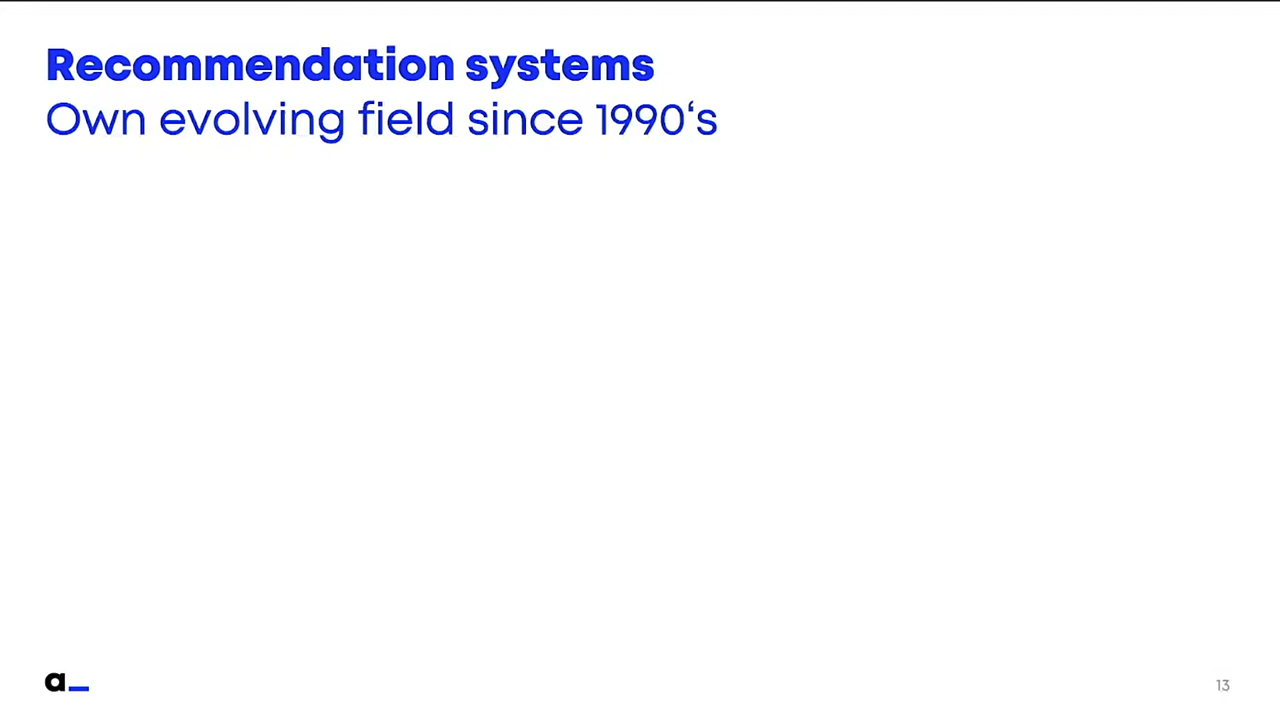 Recommendation systems
Own evolving field since 1990‘s
a_
13